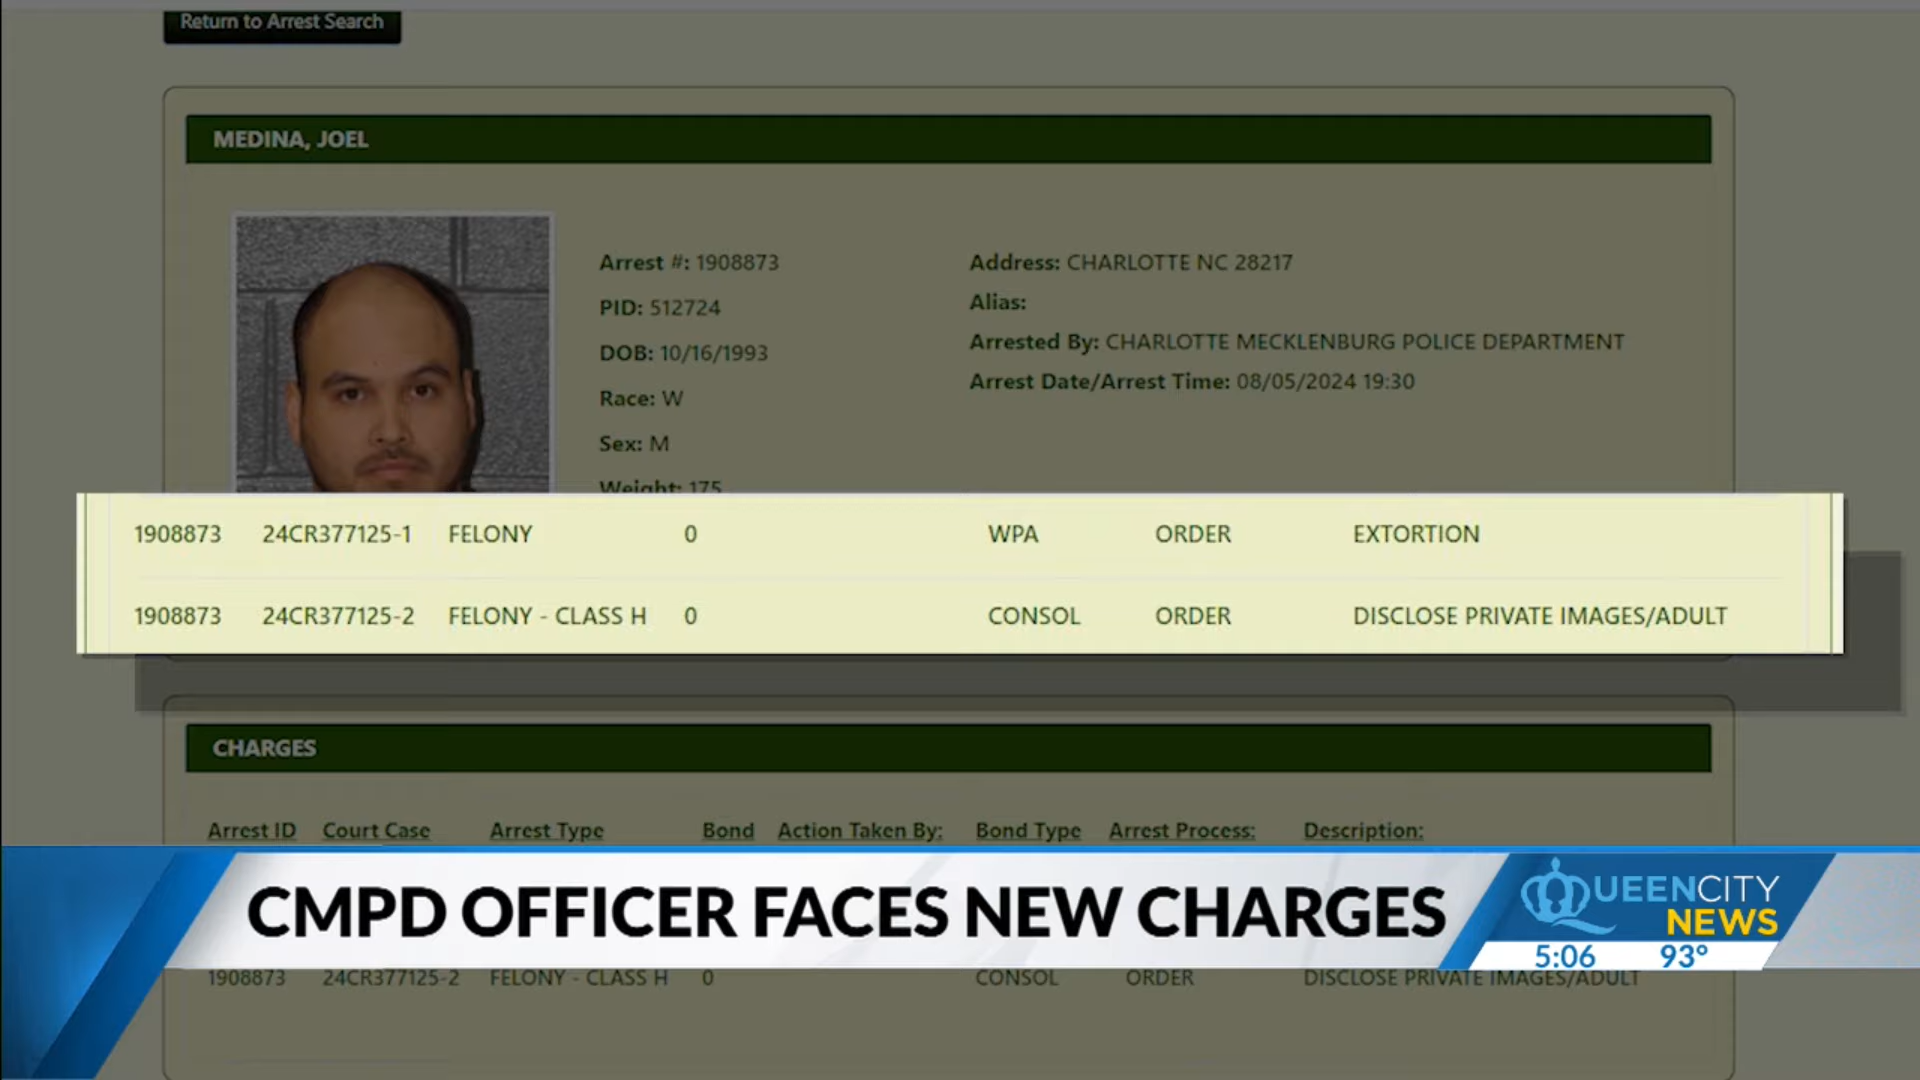 Return to Arrest Search
MEDINA, JOEL
Arrest #: 1908873
PID: 512724
DOB: 10/16/1993
Race: W
Sex: M
Weight: 175
Address: CHARLOTTE NC 28217
Alias:
Arrested By: CHARLOTTE MECKLENBURG POLICE DEPARTMENT
Arrest Date/Arrest Time: 08/05/2024 19:30
1908873 24CR377125-1 FELONY 0 WPA ORDER EXTORTION
1908873 24CR377125-2 FELONY - CLASS H 0 CONSOL ORDER DISCLOSE PRIVATE IMAGES/ADULT
CHARGES
Arrest ID Court Case Arrest Type Bond Action Taken By: Bond Type Arrest Process: Description:
CMPD OFFICER FACES NEW CHARGES
QUEENCITY
NEWS
5:06 93°
1908873 24CR377125-2 FELONY - CLASS H 0 CONSOL ORDER DISCLOSE PRIVATE IMAGES/ADULT